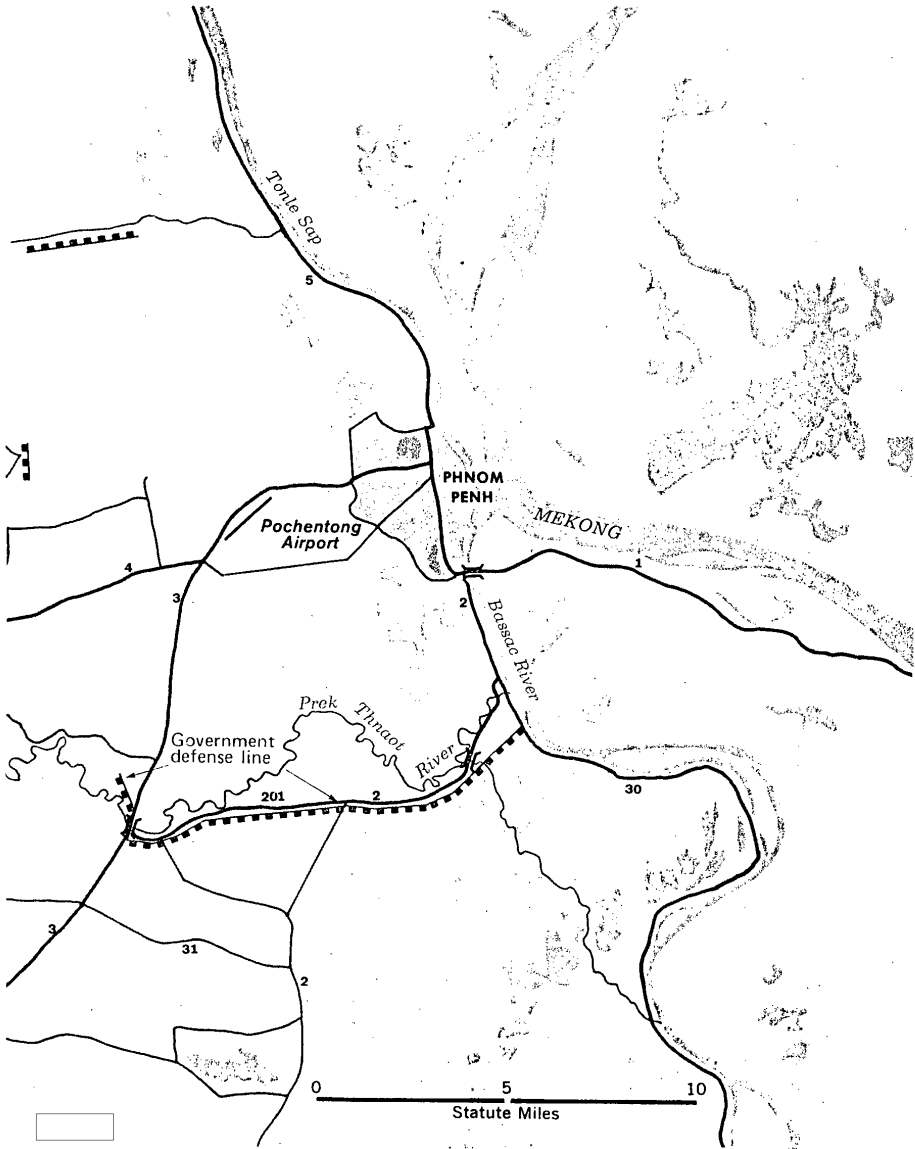 Tonle Sap
5
PHNOM
PENH
MEKONG
Pochentong
Airport
1
4
3
2
Bassac River
Prek Thnaot River
Government
defense line
201
2
30
3
31
2
0 5 10
Statute Miles